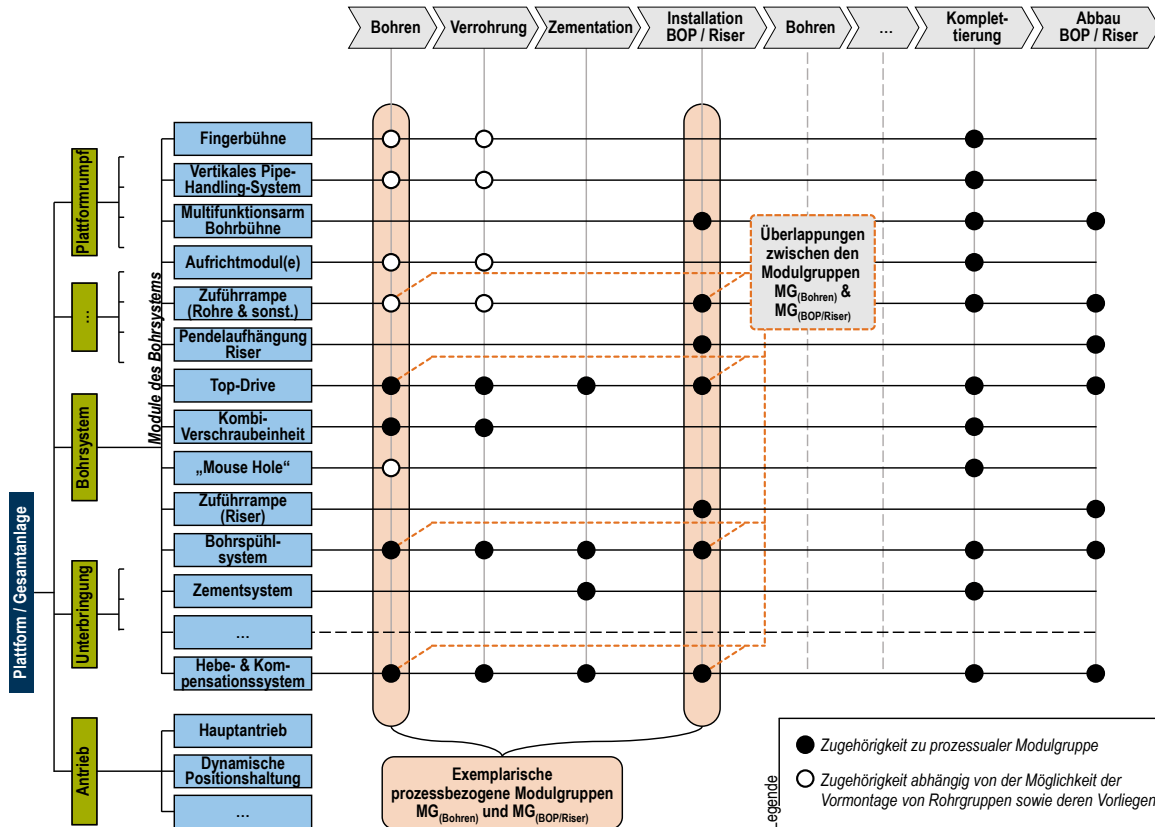 Bohren
Verrohrung
Zementation
Installation
BOP / Riser
Bohren
...
Komplet-
tierung
Abbau
BOP / Riser
Plattform / Gesamtanlage
Plattformrumpf
...
Bohrsystem
Unterbringung
Antrieb
Module des Bohrsystems
Fingerbühne
Vertikales Pipe-
Handling-System
Multifunktionsarm
Bohrbühne
Aufrichtmodul(e)
Zuführrampe
(Rohre & sonst.)
Pendelaufhängung
Riser
Top-Drive
Kombi-
Verschraubeinheit
„Mouse Hole“
Zuführrampe
(Riser)
Bohrspühl-
system
Zementsystem
...
Hebe- & Kom-
pensationssystem
Hauptantrieb
Dynamische
Positionshaltung
...
Überlappungen
zwischen den
Modulgruppen
MG(Bohren) &
MG(BOP/Riser)
Exemplarische
prozessbezogene Modulgruppen
MG(Bohren) und MG(BOP/Riser)
Legende
Zugehörigkeit zu prozessualer Modulgruppe
Zugehörigkeit abhängig von der Möglichkeit der
Vormontage von Rohrgruppen sowie deren Vorliegen